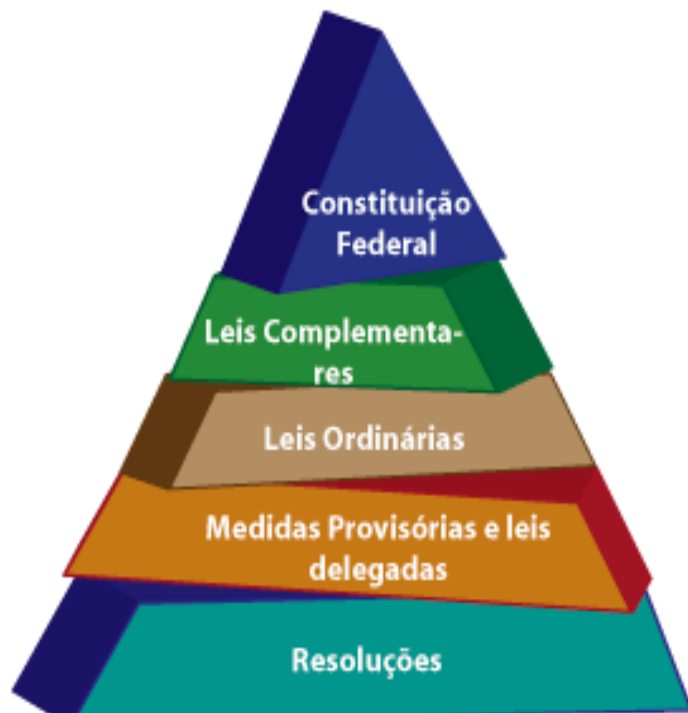 Constituição
Federal
Leis Complementa-
res
Leis Ordinárias
Medidas Provisórias e leis
delegadas
Resoluções